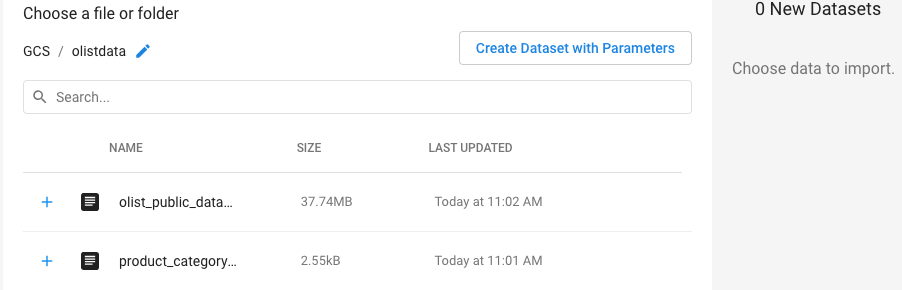 Choose a file or folder
0 New Datasets
GCS / olistdata
Create Dataset with Parameters
Choose data to import.
Search...
NAME SIZE LAST UPDATED
olist_public_data... 37.74MB Today at 11:02 AM
product_category... 2.55kB Today at 11:01 AM